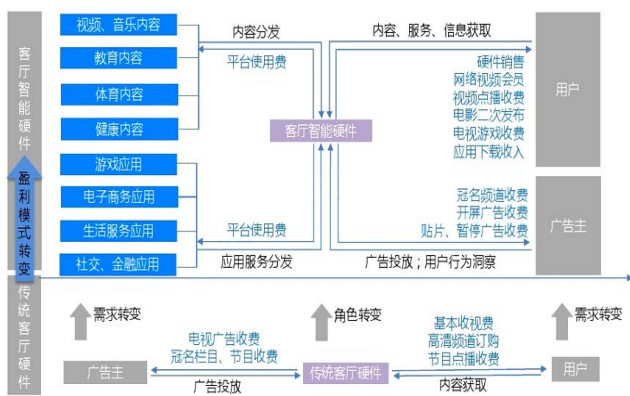 客厅智能硬件
盈利模式转变
传统客厅硬件
视频、音乐内容
教育内容
体育内容
健康内容
游戏应用
电子商务应用
生活服务应用
社交、金融应用
内容分发
平台使用费
平台使用费
应用服务分发
客厅智能硬件
内容、服务、信息获取
硬件销售
网络视频会员
视频点播收费
电影二次发布
电视游戏收费
应用下载收入
用户
冠名频道收费
开屏广告收费
贴片、暂停广告收费
广告主
广告投放；用户行为洞察
需求转变
角色转变
需求转变
广告主
电视广告收费
冠名栏目、节目收费
广告投放
传统客厅硬件
基本收视费
高清频道订购
节目点播收费
内容获取
用户